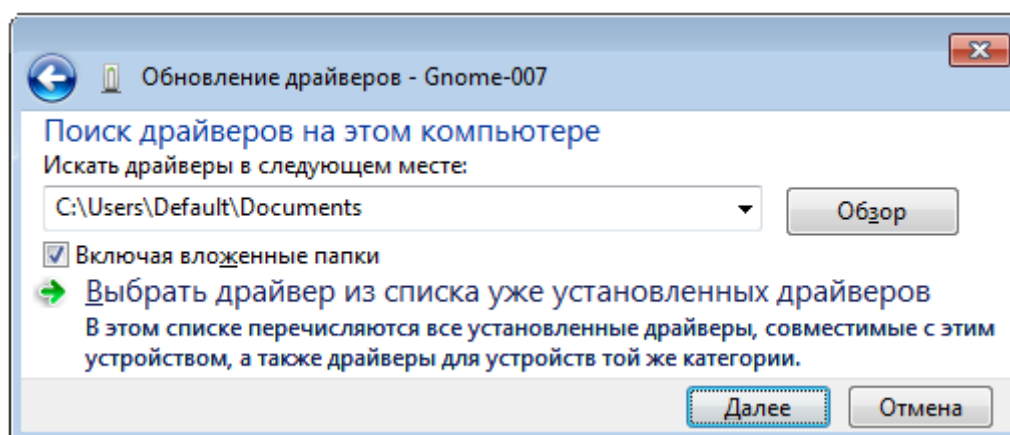 Обновление драйверов - Gnome-007
Поиск драйверов на этом компьютере
Искать драйверы в следующем месте:
C:\Users\Default\Documents
Обзор
Включая вложенные папки
Выбрать драйвер из списка уже установленных драйверов
В этом списке перечисляются все установленные драйверы, совместимые с этим
устройством, а также драйверы для устройств той же категории.
Далее
Отмена